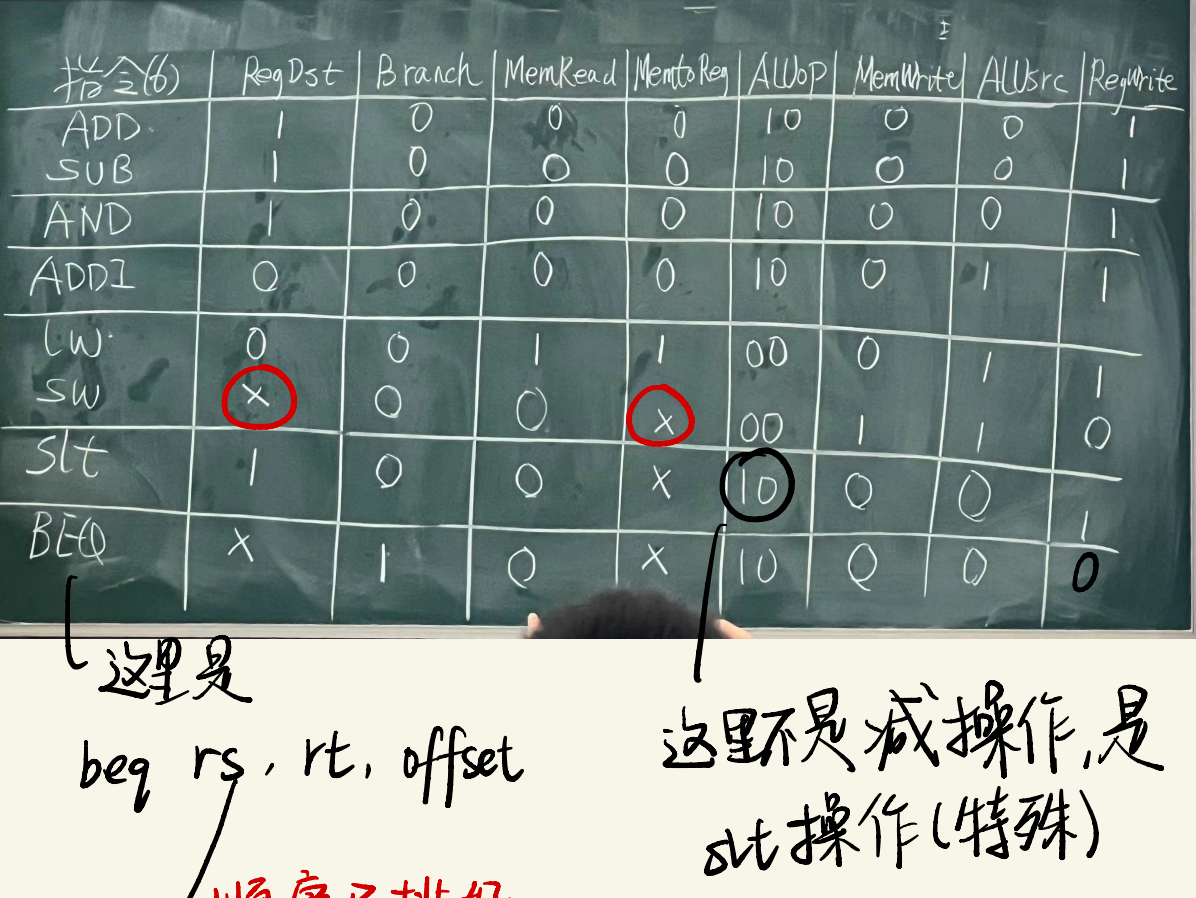 指令(6) RegDst Branch MemRead MemtoReg ALUOP MemWrite ALUsrc RegWrite
ADD 1 0 0 0 10 0 0 1
SUB 1 0 0 0 10 0 0 1
AND 1 0 0 0 10 0 0 1
ADDI 0 0 0 0 10 0 1 1
LW 0 0 1 1 00 0 1 1
SW x 0 0 x 00 1 1 0
Slt 1 0 0 x 10 0 0 1
BEQ x 1 0 x 10 0 0 0
这里是
beq rs, rt, offset
这里不是减操作,是
slt操作(特殊)